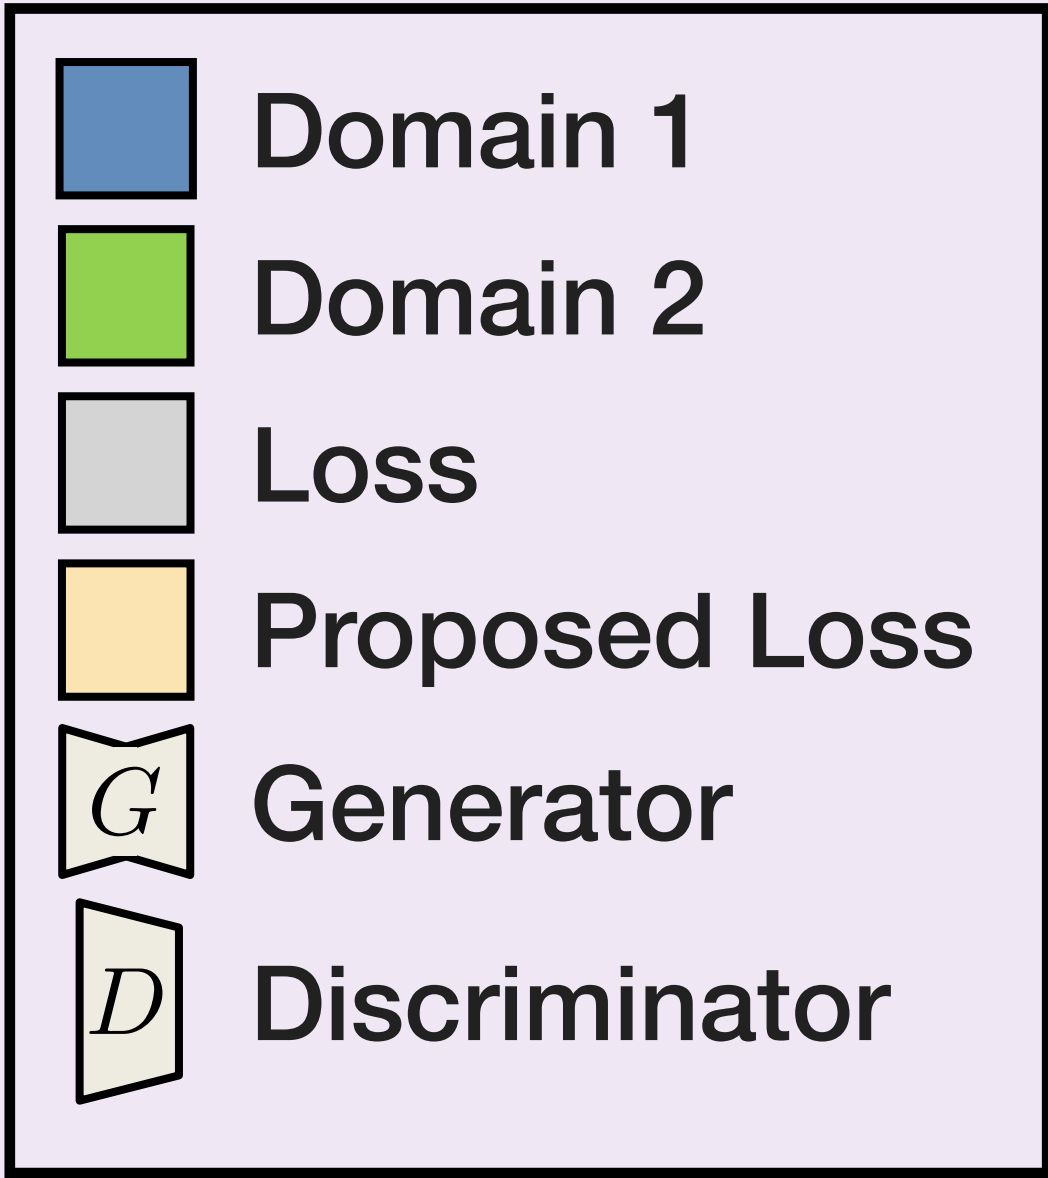 Domain 1
Domain 2
Loss
Proposed Loss
G Generator
D Discriminator